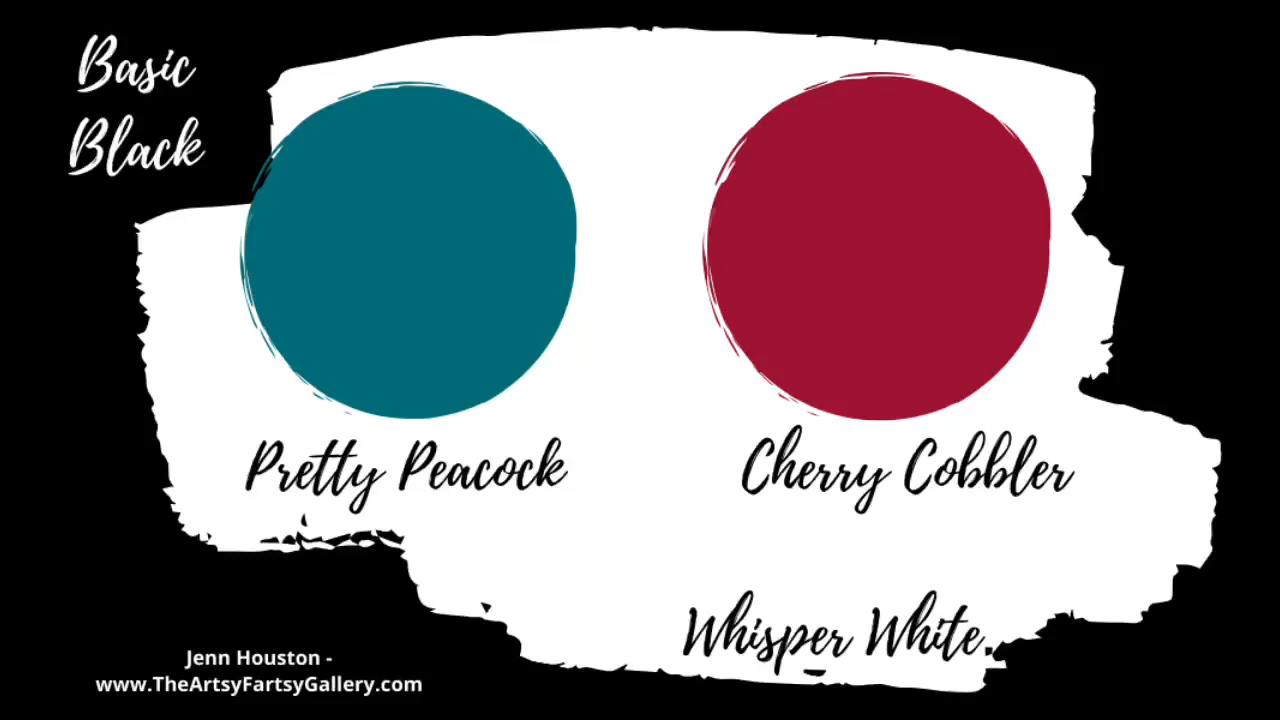 Basic
Black
Pretty Peacock
Cherry Cobbler
Whisper White.
Jenn Houston -
www.TheArtsyFartsyGallery.com